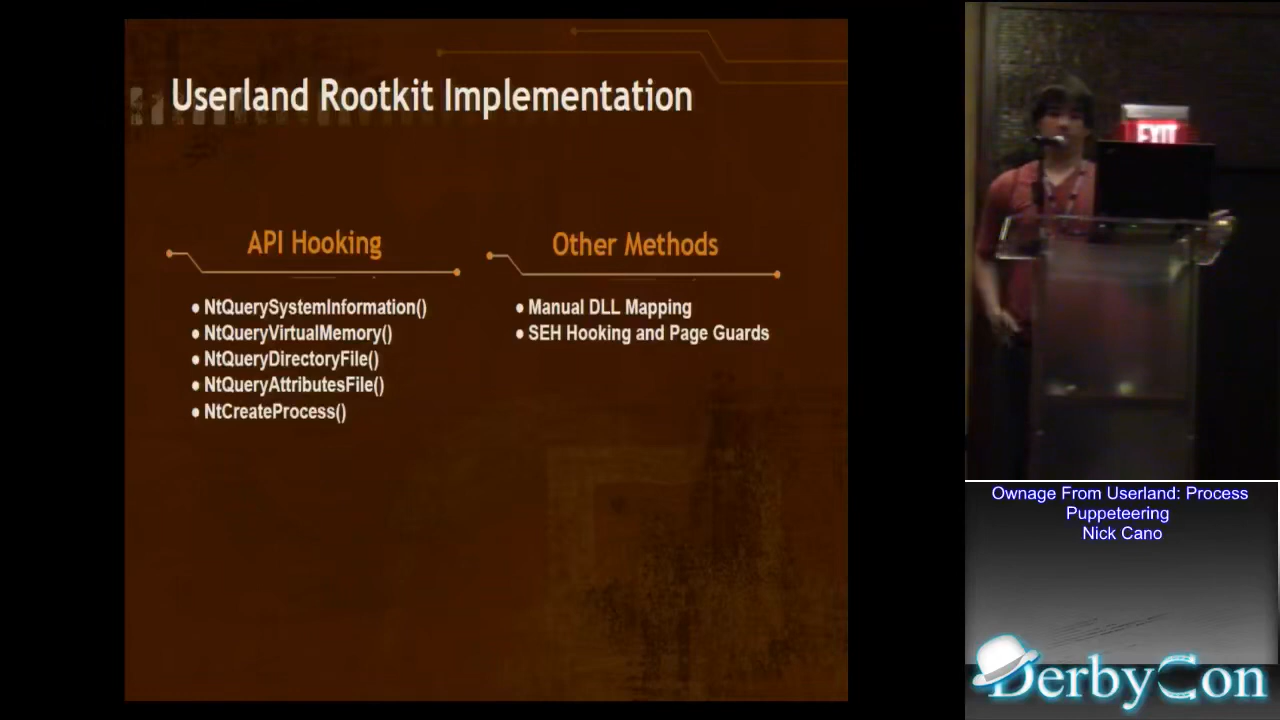 Userland Rootkit Implementation
API Hooking
● NtQuerySystemInformation()
● NtQueryVirtualMemory()
● NtQueryDirectoryFile()
● NtQueryAttributesFile()
● NtCreateProcess()
Other Methods
● Manual DLL Mapping
● SEH Hooking and Page Guards
EXIT
Ownage From Userland: Process
Puppeteering
Nick Cano
DerbyCon